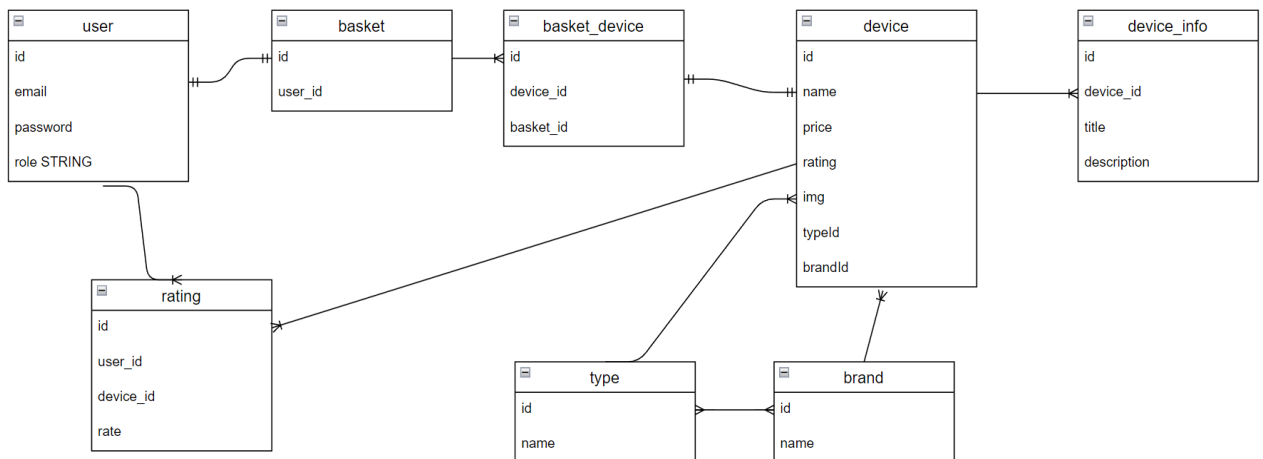 user
id
email
password
role STRING
basket
id
user_id
basket_device
id
device_id
basket_id
device
id
name
price
rating
img
typeId
brandId
device_info
id
device_id
title
description
rating
id
user_id
device_id
rate
type
id
name
brand
id
name